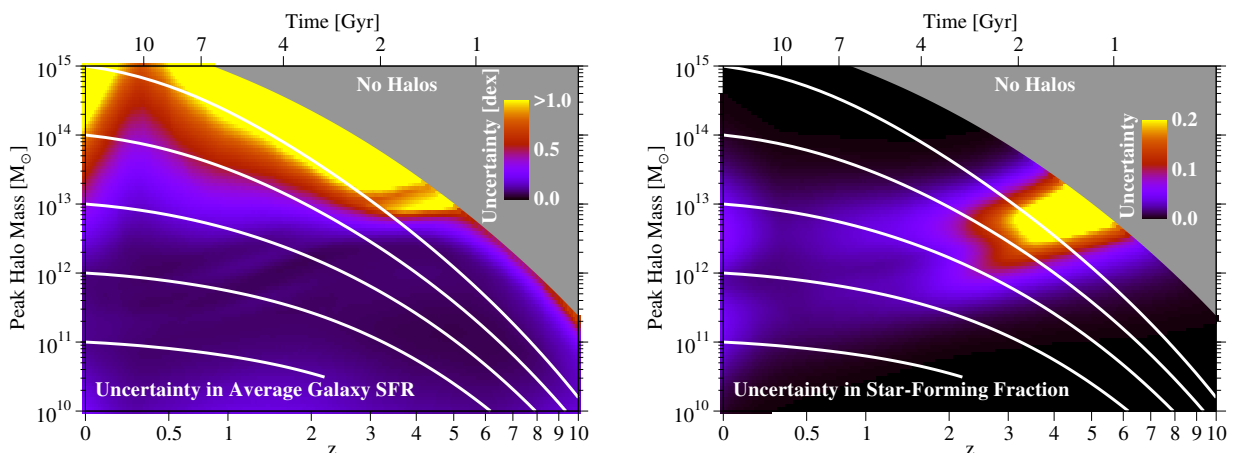 Time [Gyr]
10 7 4 2 1
10^15
10^14
10^13
10^12
10^11
10^10
Peak Halo Mass [M⊙]
No Halos
Uncertainty [dex]
>1.0
0.5
0.0
Uncertainty in Average Galaxy SFR
0 0.5 1 2 3 4 5 6 7 8 9 10
z
Time [Gyr]
10 7 4 2 1
10^15
10^14
10^13
10^12
10^11
10^10
Peak Halo Mass [M⊙]
No Halos
Uncertainty
0.2
0.1
0.0
Uncertainty in Star-Forming Fraction
0 0.5 1 2 3 4 5 6 7 8 9 10
z